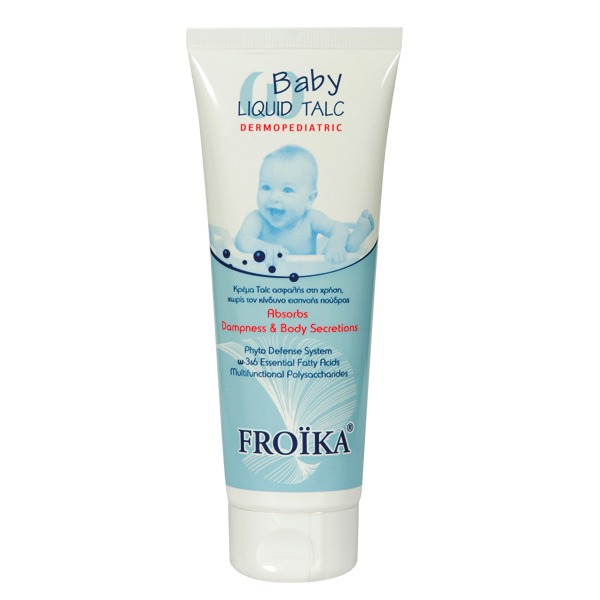 ω
Baby
LIQUID TALC
DERMOPEDIATRIC
Κρέμα Talc ασφαλής στη χρήση,
χωρίς τον κίνδυνο εισπνοής πούδρας
Absorbs
Dampness & Body Secretions
Phyto Defense System
ω-3&6 Essential Fatty Acids
Multifunctional Polysaccharides
FROÏKA®